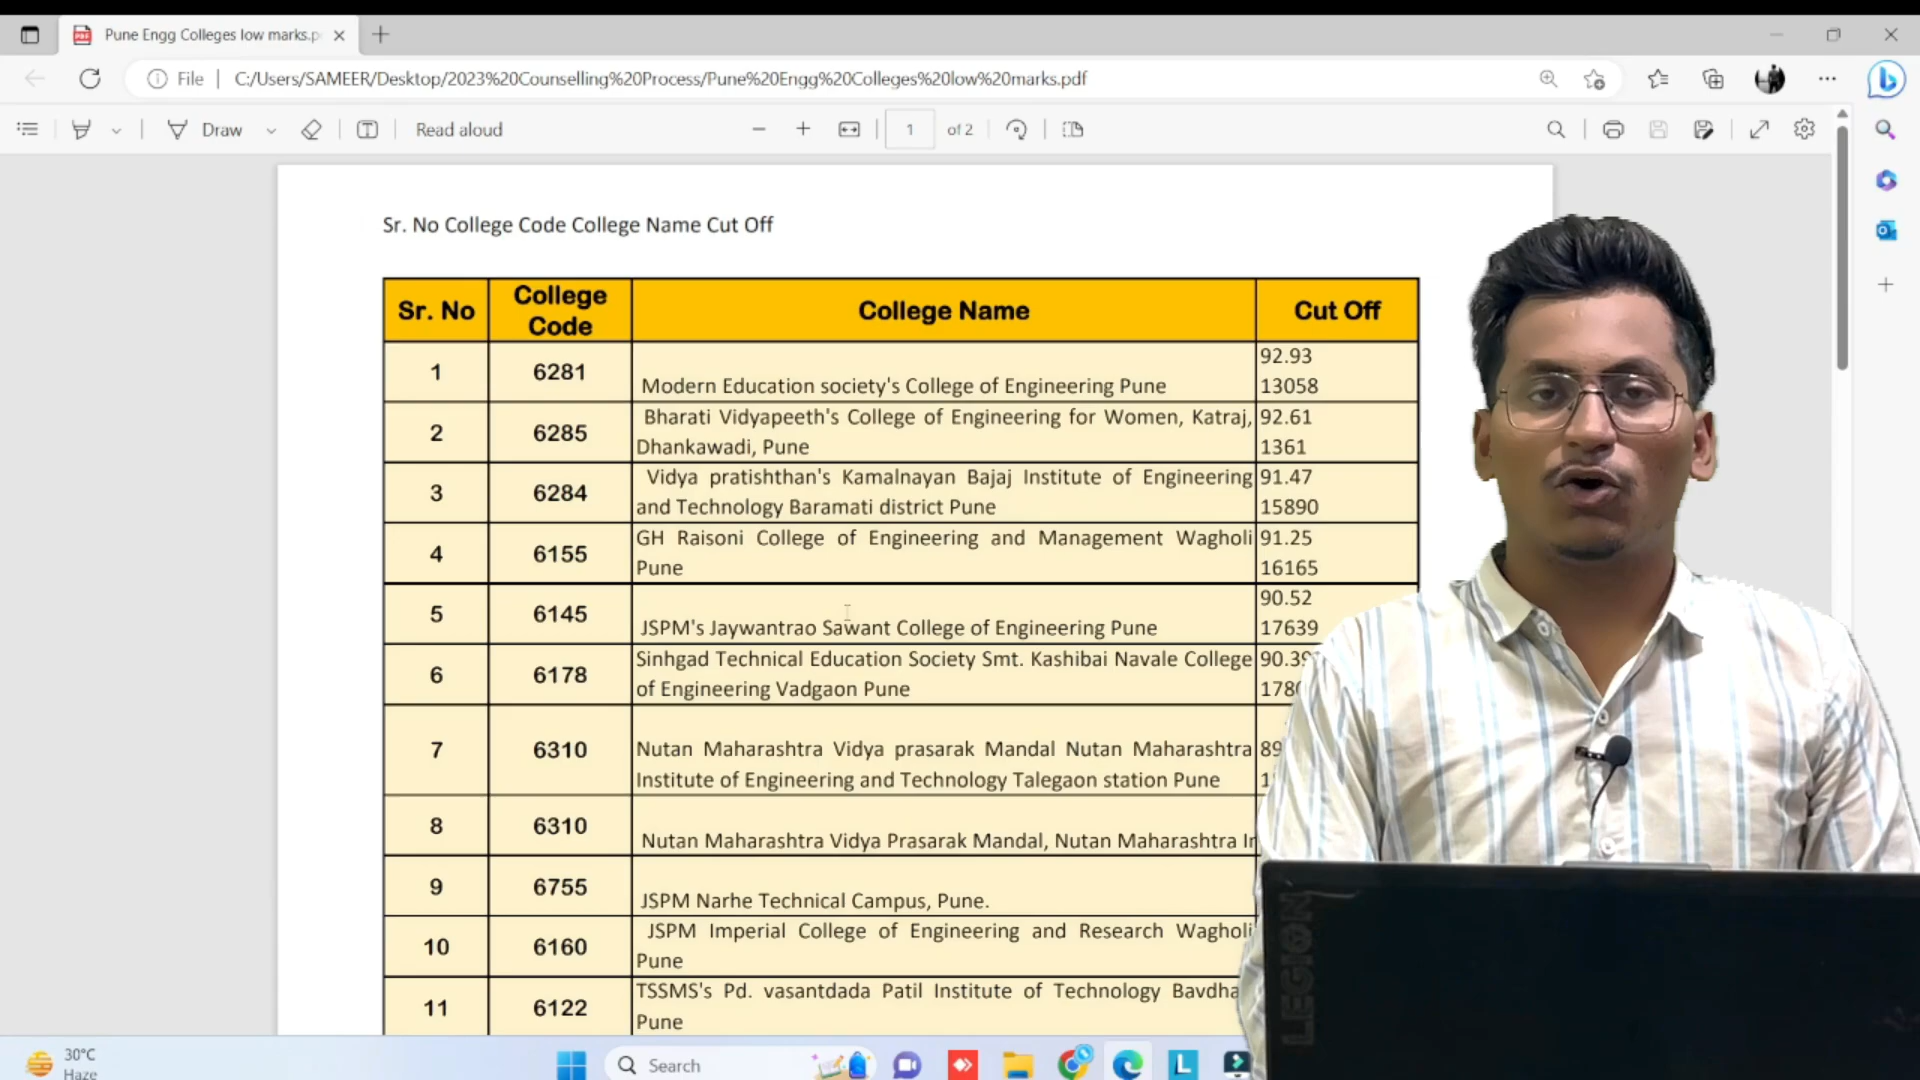 Pune Engg Colleges low marks.p
File
C:/Users/SAMEER/Desktop/2023%20Counselling%20Process/Pune%20Engg%20Colleges%20low%20marks.pdf
Draw
Read aloud
1 of 2
Sr. No College Code College Name Cut Off
Sr. No College Code College Name Cut Off
1 6281 Modern Education society's College of Engineering Pune 92.93
13058
2 6285 Bharati Vidyapeeth's College of Engineering for Women, Katraj, 92.61
Dhankawadi, Pune 1361
3 6284 Vidya pratishthan's Kamalnayan Bajaj Institute of Engineering 91.47
and Technology Baramati district Pune 15890
4 6155 GH Raisoni College of Engineering and Management Wagholi 91.25
Pune 16165
5 6145 JSPM's Jaywantrao Sawant College of Engineering Pune 90.52
17639
6 6178 Sinhgad Technical Education Society Smt. Kashibai Navale College 90.39
of Engineering Vadgaon Pune
7 6310 Nutan Maharashtra Vidya prasarak Mandal Nutan Maharashtra 89
Institute of Engineering and Technology Talegaon station Pune
8 6310 Nutan Maharashtra Vidya Prasarak Mandal, Nutan Maharashtra
9 6755 JSPM Narhe Technical Campus, Pune.
10 6160 JSPM Imperial College of Engineering and Research Wagholi
Pune
11 6122 TSSMS's Pd. vasantdada Patil Institute of Technology
Pune
LEGION
30°C
Haze
Search